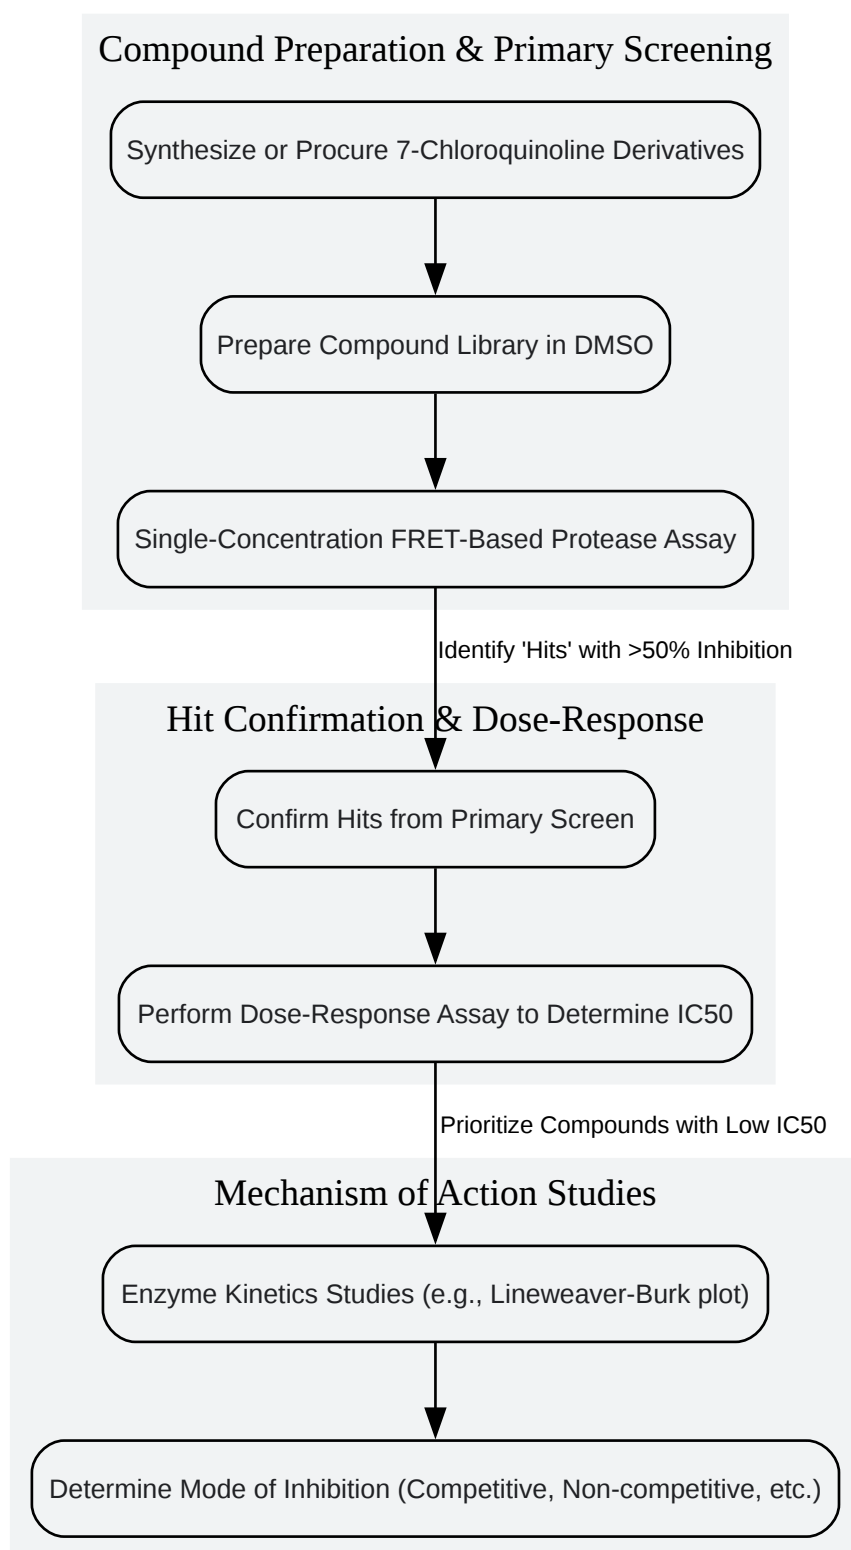 Compound Preparation & Primary Screening
Synthesize or Procure 7-Chloroquinoline Derivatives
Prepare Compound Library in DMSO
Single-Concentration FRET-Based Protease Assay
Identify 'Hits' with >50% Inhibition
Hit Confirmation & Dose-Response
Confirm Hits from Primary Screen
Perform Dose-Response Assay to Determine IC50
Prioritize Compounds with Low IC50
Mechanism of Action Studies
Enzyme Kinetics Studies (e.g., Lineweaver-Burk plot)
Determine Mode of Inhibition (Competitive, Non-competitive, etc.)